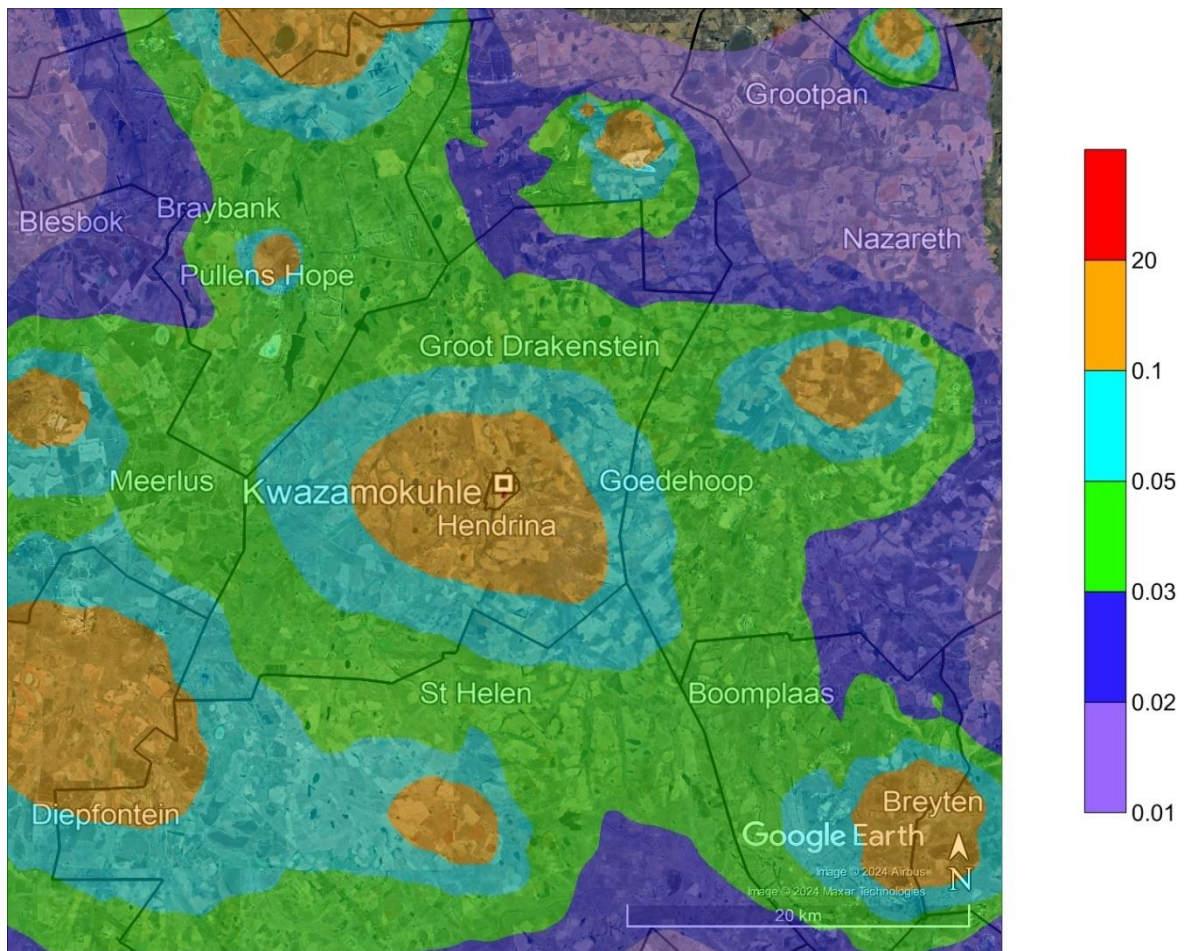 Grootpan
Blesbok
Braybank
Nazareth
Pullens Hope
Groot Drakenstein
Meerlus
Kwazamokuhle
Goedehoop
Hendrina
St Helen
Boomplaas
Diepfontein
Breyten
Google Earth
Image © 2024 Airbus
Image © 2024 Maxar Technologies
N
20 km
20
0.1
0.05
0.03
0.02
0.01